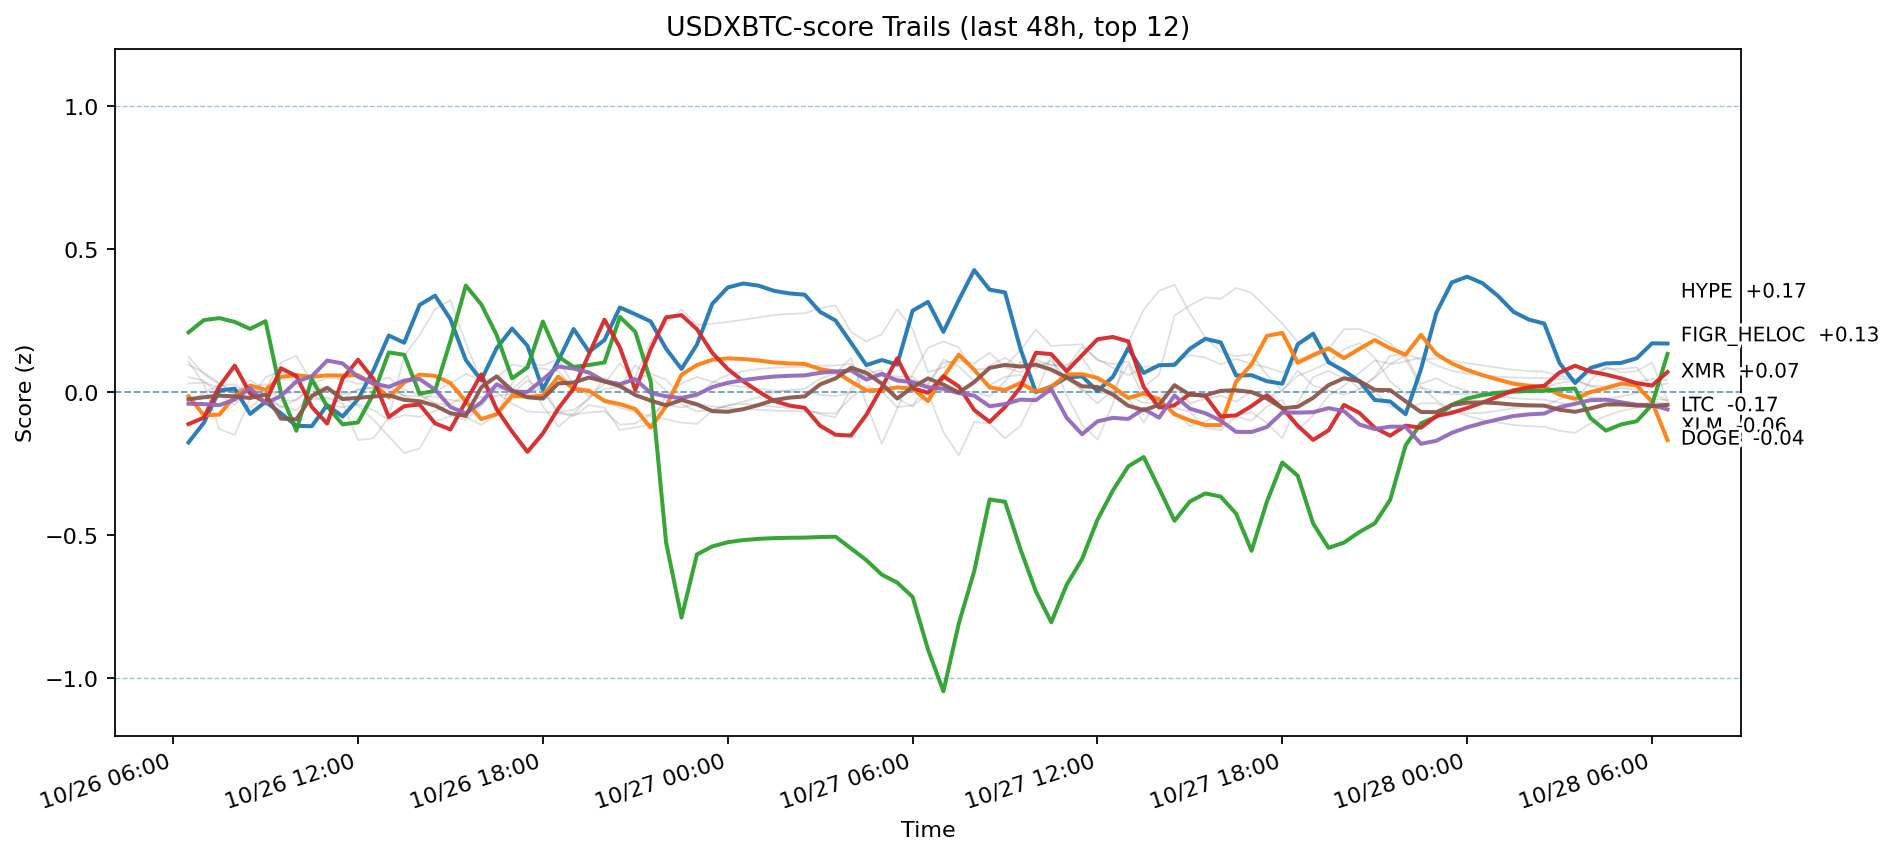 USDXBTC-score Trails (last 48h, top 12)
Score (z)
1.0
0.5
0.0
−0.5
−1.0
HYPE +0.17
FIGR_HELOC +0.13
XMR +0.07
LTC -0.17
XLM -0.06
DOGE -0.04
10/26 06:00
10/26 12:00
10/26 18:00
10/27 00:00
10/27 06:00
10/27 12:00
10/27 18:00
10/28 00:00
10/28 06:00
Time